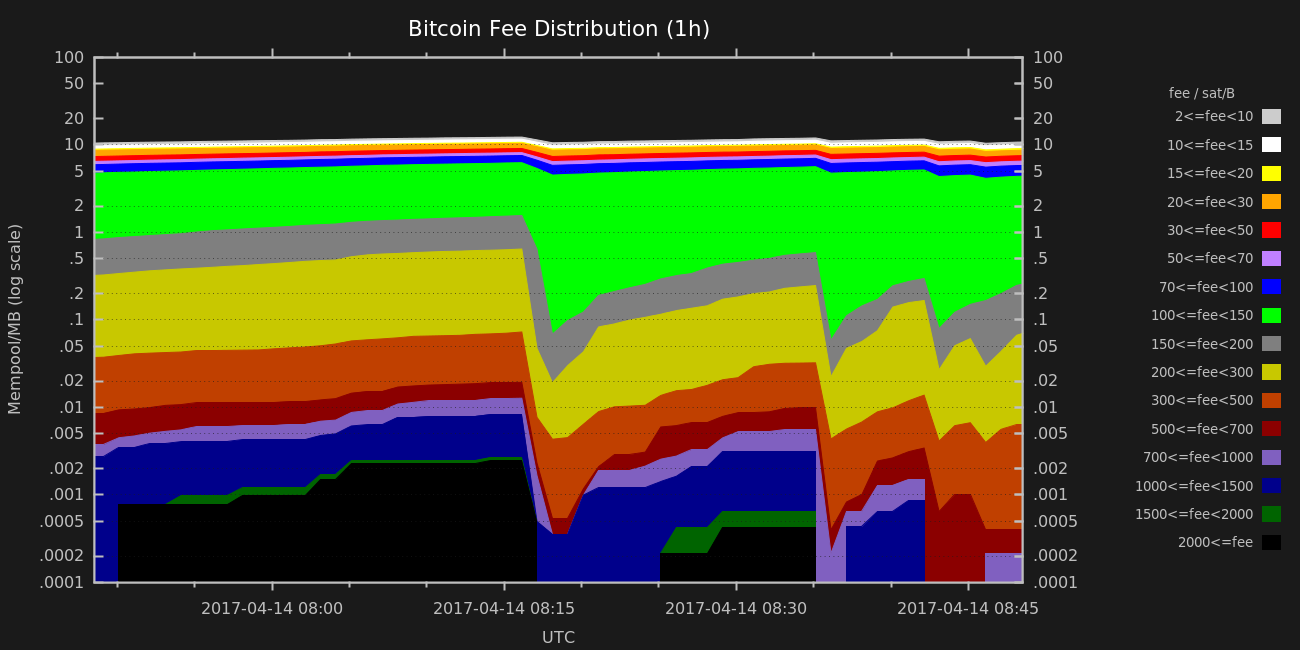 Bitcoin Fee Distribution (1h)
100 100
50 50
20 20
10 10
5 5
2 2
1 1
.5 .5
.2 .2
.1 .1
.05 .05
.02 .02
.01 .01
.005 .005
.002 .002
.001 .001
.0005 .0005
.0002 .0002
.0001 .0001
Mempool/MB (log scale)
2017-04-14 08:00 2017-04-14 08:15 2017-04-14 08:30 2017-04-14 08:45
UTC
fee / sat/B
2<=fee<10
10<=fee<15
15<=fee<20
20<=fee<30
30<=fee<50
50<=fee<70
70<=fee<100
100<=fee<150
150<=fee<200
200<=fee<300
300<=fee<500
500<=fee<700
700<=fee<1000
1000<=fee<1500
1500<=fee<2000
2000<=fee